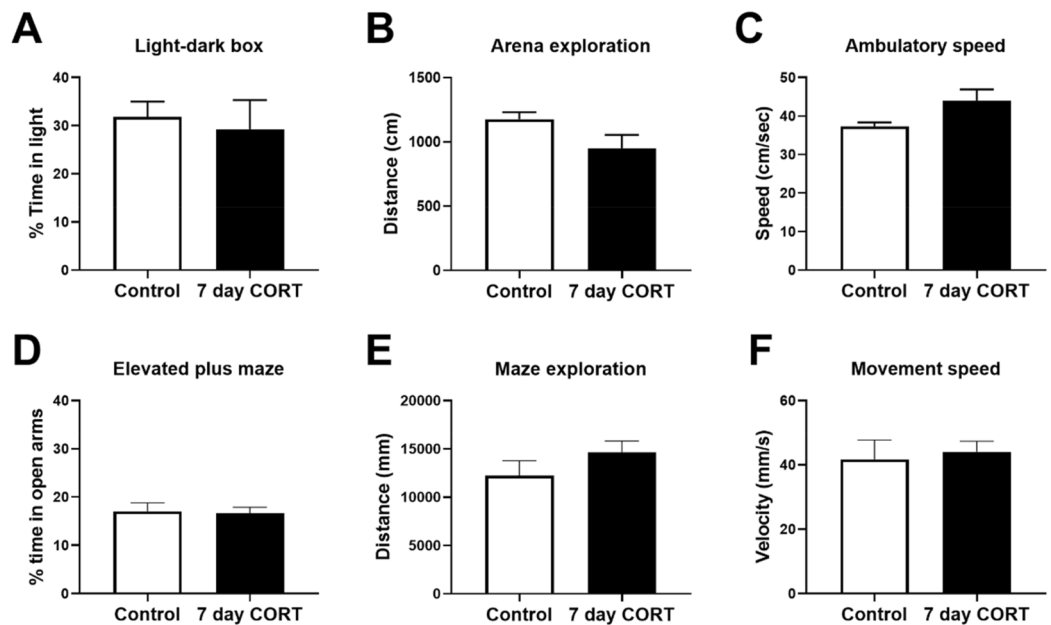 A
Light-dark box
% Time in light
40
30
20
10
0
Control
7 day CORT
B
Arena exploration
Distance (cm)
1500
1000
500
0
Control
7 day CORT
C
Ambulatory speed
Speed (cm/sec)
50
40
30
20
10
0
Control
7 day CORT
D
Elevated plus maze
% time in open arms
40
30
20
10
0
Control
7 day CORT
E
Maze exploration
Distance (mm)
20000
15000
10000
5000
0
Control
7 day CORT
F
Movement speed
Velocity (mm/s)
60
40
20
0
Control
7 day CORT